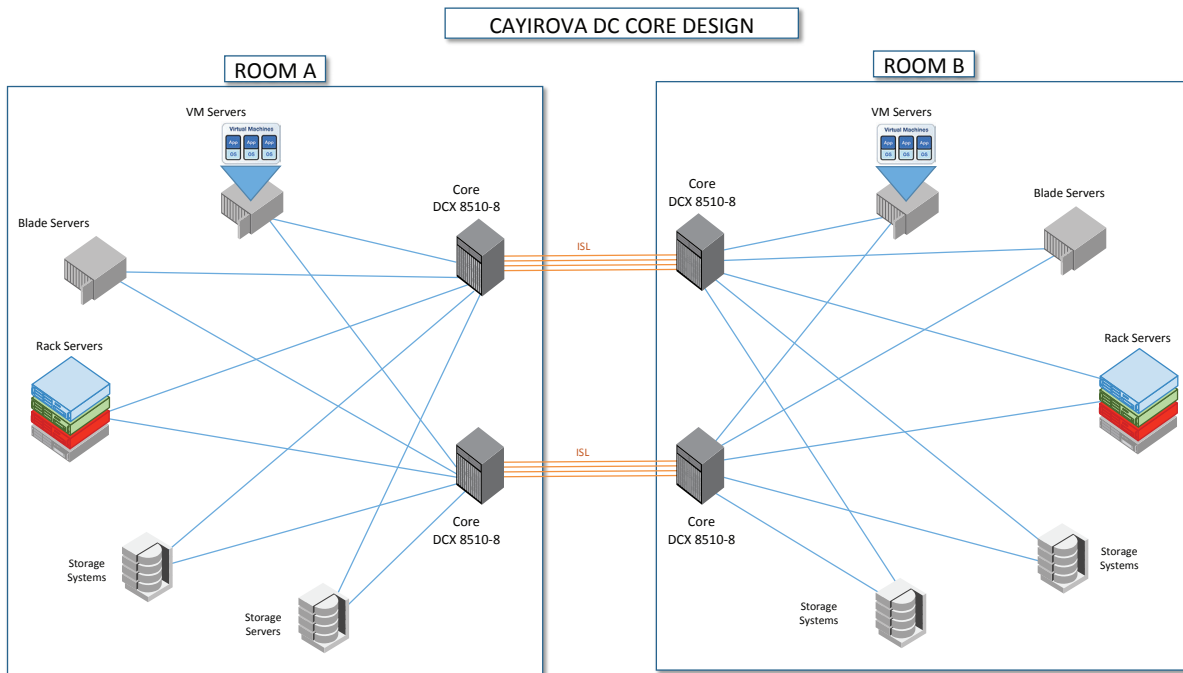 CAYIROVA DC CORE DESIGN
ROOM A
VM Servers
Virtual Machines
App App App
OS OS OS
Blade Servers
Core
DCX 8510-8
Rack Servers
Core
DCX 8510-8
Storage
Systems
Storage
Servers
ISL
ISL
ROOM B
VM Servers
Virtual Machines
App App App
OS OS OS
Core
DCX 8510-8
Blade Servers
Rack Servers
Core
DCX 8510-8
Storage
Systems
Storage
Systems